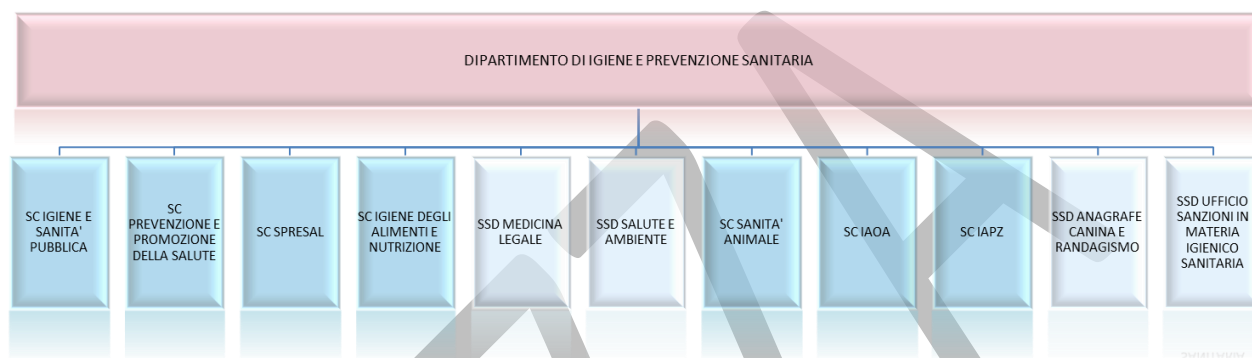 DIPARTIMENTO DI IGIENE E PREVENZIONE SANITARIA
SC IGIENE E
SANITA'
PUBBLICA
SC
PREVENZIONE E
PROMOZIONE
DELLA SALUTE
SC SPRESAL
SC IGIENE DEGLI
ALIMENTI E
NUTRIZIONE
SSD MEDICINA
LEGALE
SSD SALUTE E
AMBIENTE
SC SANITA'
ANIMALE
SC IAOA
SC IAPZ
SSD ANAGRAFE
CANINA E
RANDAGISMO
SSD UFFICIO
SANZIONI IN
MATERIA
IGIENICO
SANITARIA